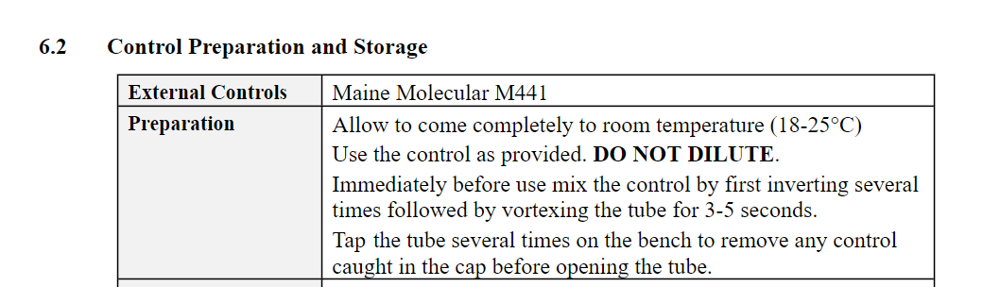 6.2 Control Preparation and Storage
External Controls Maine Molecular M441
Preparation Allow to come completely to room temperature (18-25°C)
Use the control as provided. DO NOT DILUTE.
Immediately before use mix the control by first inverting several
times followed by vortexing the tube for 3-5 seconds.
Tap the tube several times on the bench to remove any control
caught in the cap before opening the tube.